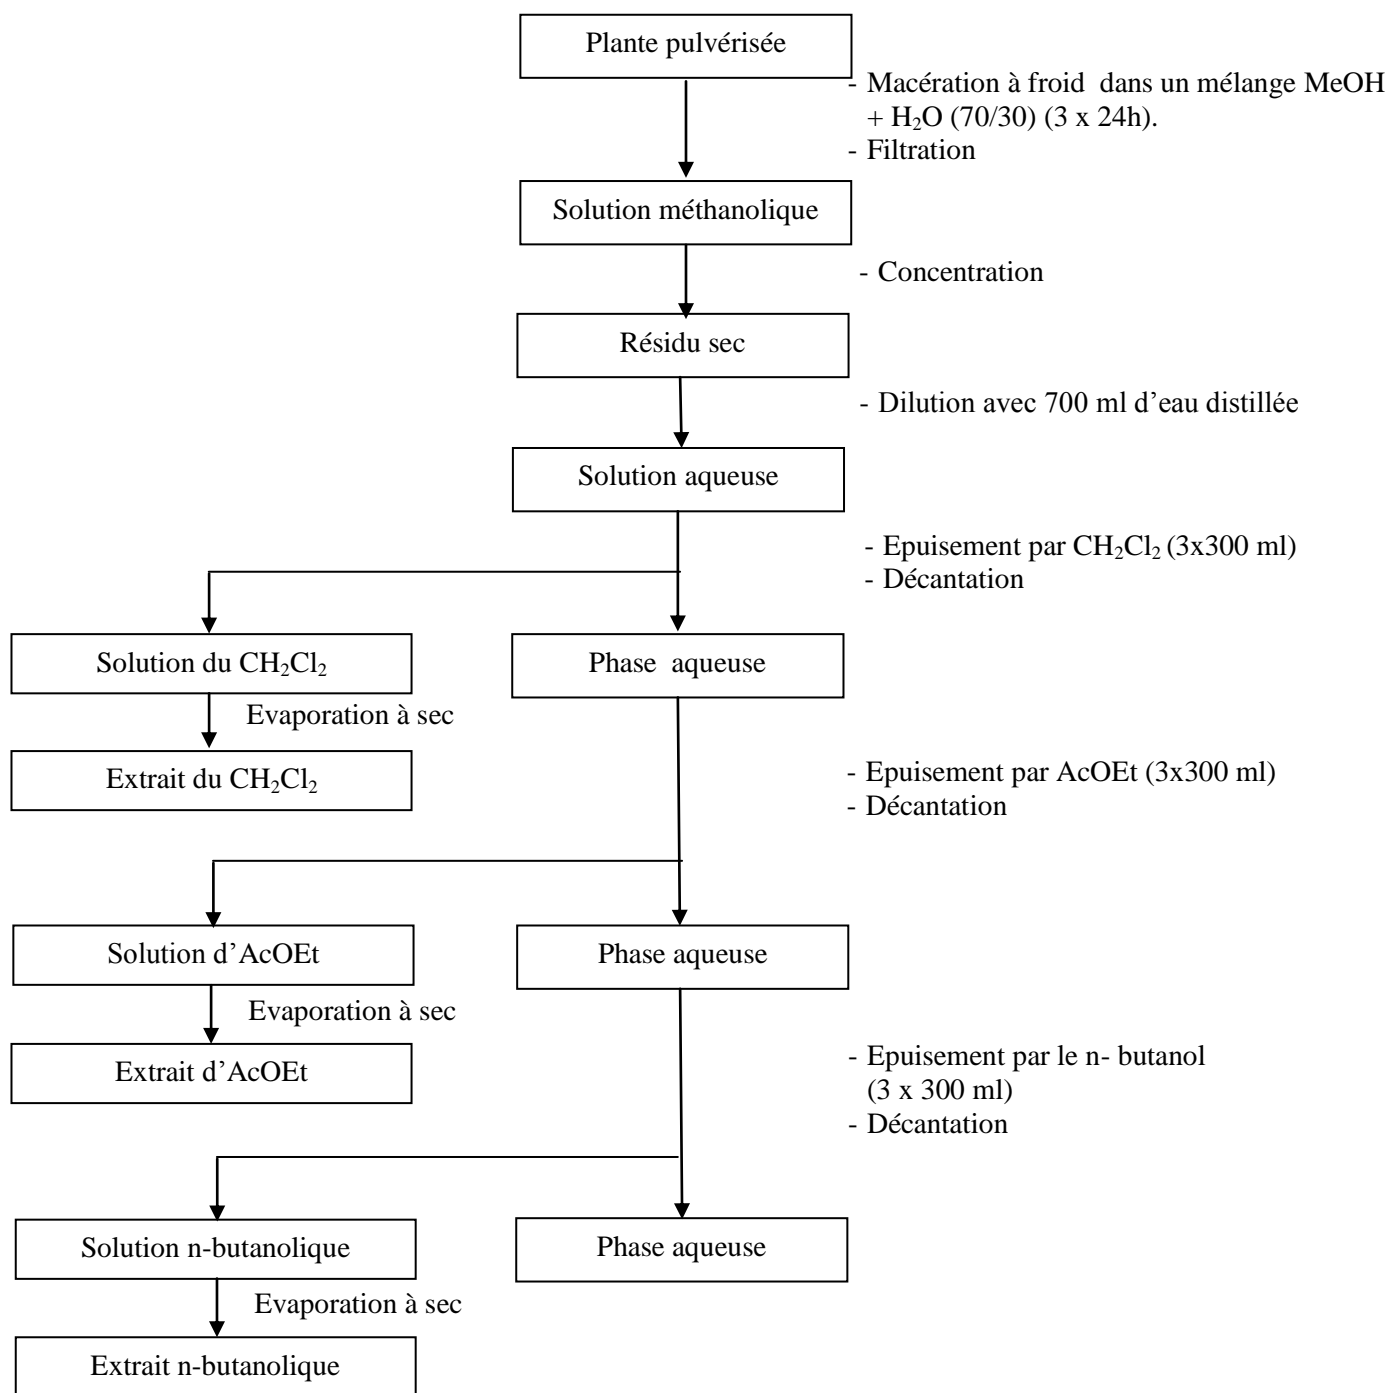 Plante pulvérisée
- Macération à froid  dans un mélange MeOH
+ H₂O (70/30) (3 x 24h).
- Filtration
Solution méthanolique
- Concentration
Résidu sec
- Dilution avec 700 ml d’eau distillée
Solution aqueuse
- Epuisement par CH₂Cl₂ (3x300 ml)
- Décantation
Solution du CH₂Cl₂
Phase  aqueuse
Evaporation à sec
Extrait du CH₂Cl₂
- Epuisement par AcOEt (3x300 ml)
- Décantation
Solution d’AcOEt
Phase aqueuse
Evaporation à sec
Extrait d’AcOEt
- Epuisement par le n- butanol
(3 x 300 ml)
- Décantation
Solution n-butanolique
Phase aqueuse
Evaporation à sec
Extrait n-butanolique